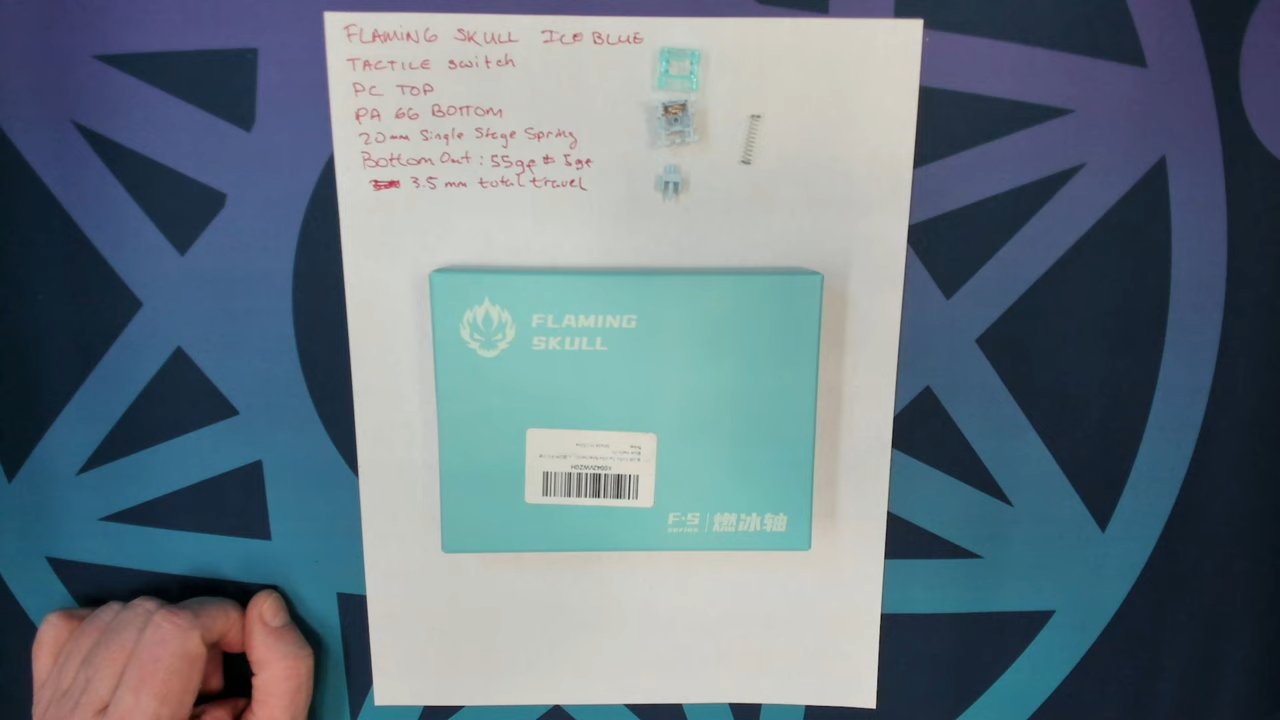 FLAMING SKULL ICE BLUE
TACTILE switch
PC TOP
PA 66 BOTTOM
20mm Single Stage Spring
Bottom Out: 55gf ± 5gf
3.5 mm total travel
FLAMING
SKULL
F·S
series
燃冰轴